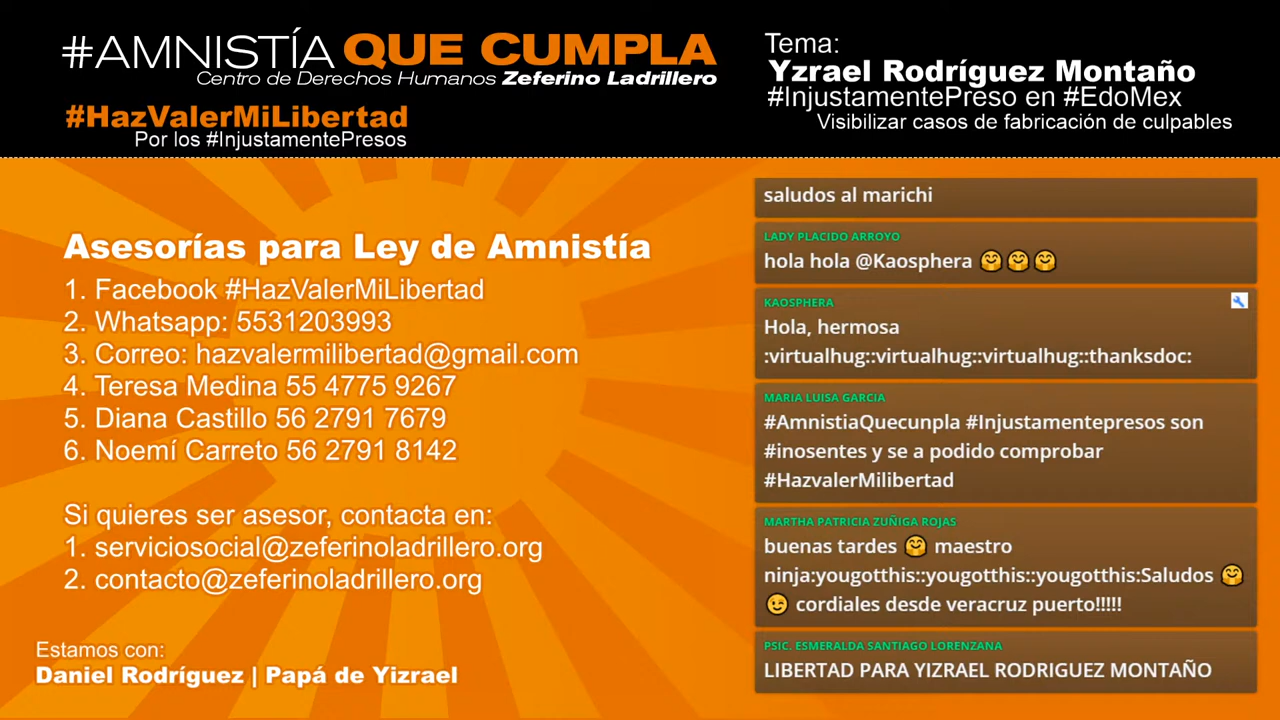 #AMNISTÍA QUE CUMPLA
Centro de Derechos Humanos Zeferino Ladrillero
#HazValerMiLibertad
Por los #InjustamentePresos
Tema:
Yzrael Rodríguez Montaño
#InjustamentePreso en #EdoMex
Visibilizar casos de fabricación de culpables
Asesorías para Ley de Amnistía
1. Facebook #HazValerMiLibertad
2. Whatsapp: 5531203993
3. Correo: hazvalermilibertad@gmail.com
4. Teresa Medina 55 4775 9267
5. Diana Castillo 56 2791 7679
6. Noemí Carreto 56 2791 8142
Si quieres ser asesor, contacta en:
1. serviciosocial@zeferinoladrillero.org
2. contacto@zeferinoladrillero.org
Estamos con:
Daniel Rodríguez | Papá de Yizrael
saludos al marichi
LADY PLACIDO ARROYO
hola hola @Kaosphera 🤗🤗🤗
KAOSPHERA
Hola, hermosa
:virtualhug::virtualhug::virtualhug::thanksdoc:
MARIA LUISA GARCIA
#AmnistiaQuecunpla #Injustamentepresos son
#inosentes y se a podido comprobar
#HazvalerMilibertad
MARTHA PATRICIA ZUÑIGA ROJAS
buenas tardes 🤗 maestro
ninja:yougotthis::yougotthis::yougotthis:Saludos 🤗
😉 cordiales desde veracruz puerto!!!!!
PSIC. ESMERALDA SANTIAGO LORENZANA
LIBERTAD PARA YIZRAEL RODRIGUEZ MONTAÑO